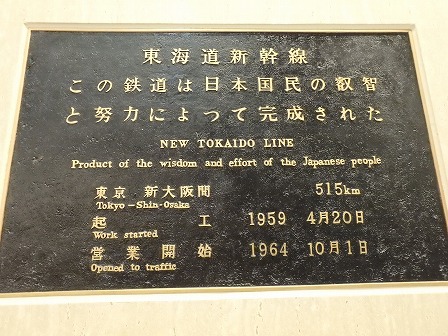 東海道新幹線
この鉄道は日本国民の叡智
と努力によって完成された
NEW TOKAIDO LINE
Product of the wisdom and effort of the Japanese people
東京 新大阪間 515km
Tokyo-Shin-Osaka
起工 1959 4月20日
Work started
営業開始 1964 10月1日
Opened to traffic